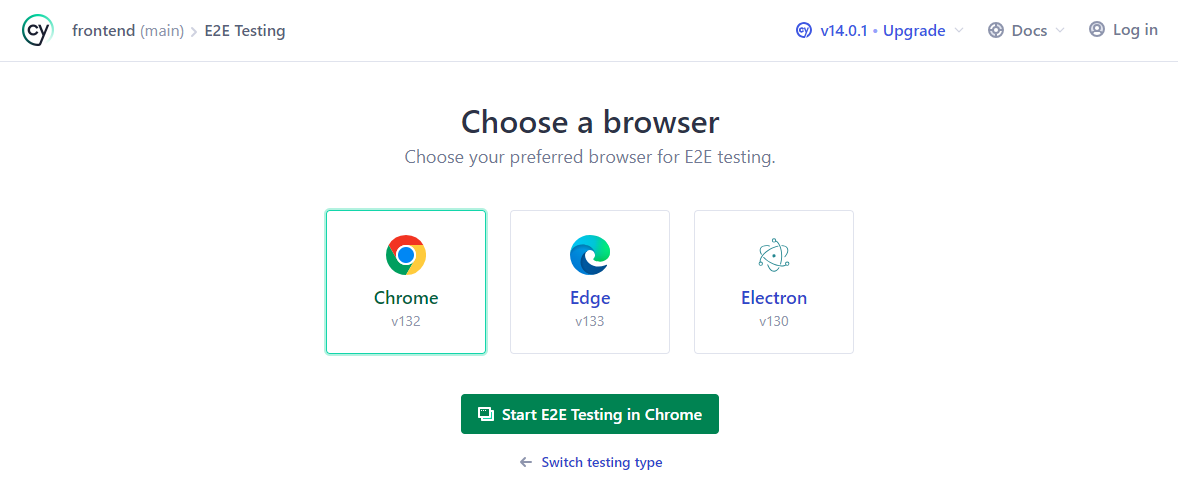 cy frontend (main) > E2E Testing cy v14.0.1 • Upgrade Docs Log in
Choose a browser
Choose your preferred browser for E2E testing.
Chrome Edge Electron
v132 v133 v130
Start E2E Testing in Chrome
← Switch testing type